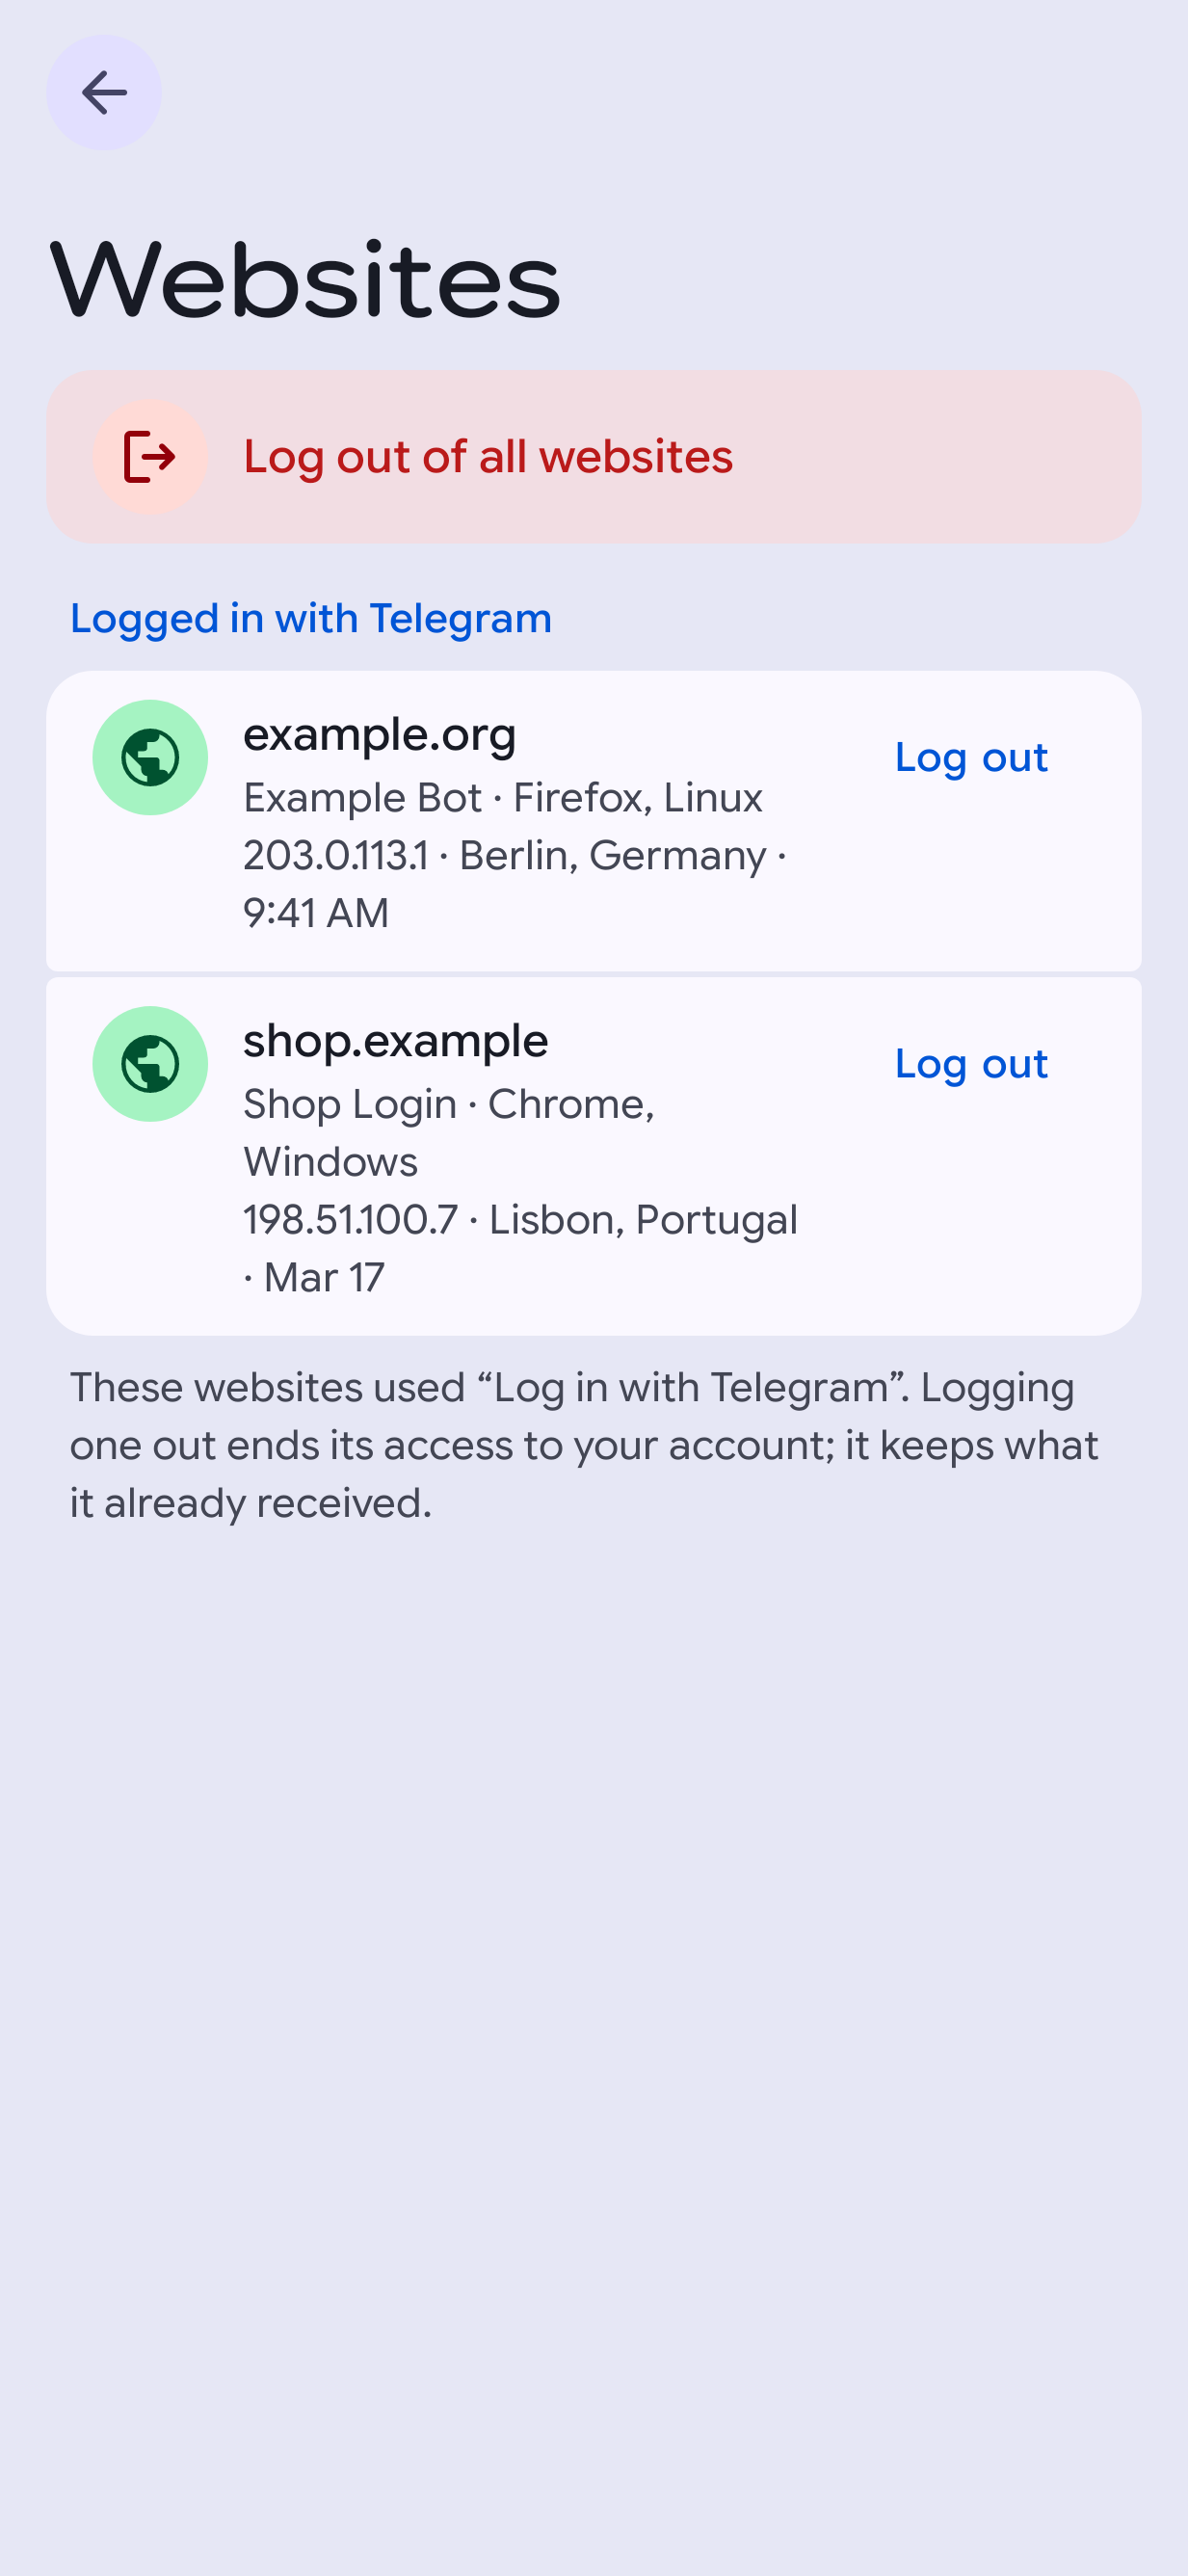 Websites
Log out of all websites
Logged in with Telegram
example.org
Log out
Example Bot · Firefox, Linux
203.0.113.1 · Berlin, Germany ·
9:41 AM
shop.example
Log out
Shop Login · Chrome,
Windows
198.51.100.7 · Lisbon, Portugal
· Mar 17
These websites used “Log in with Telegram”. Logging
one out ends its access to your account; it keeps what
it already received.